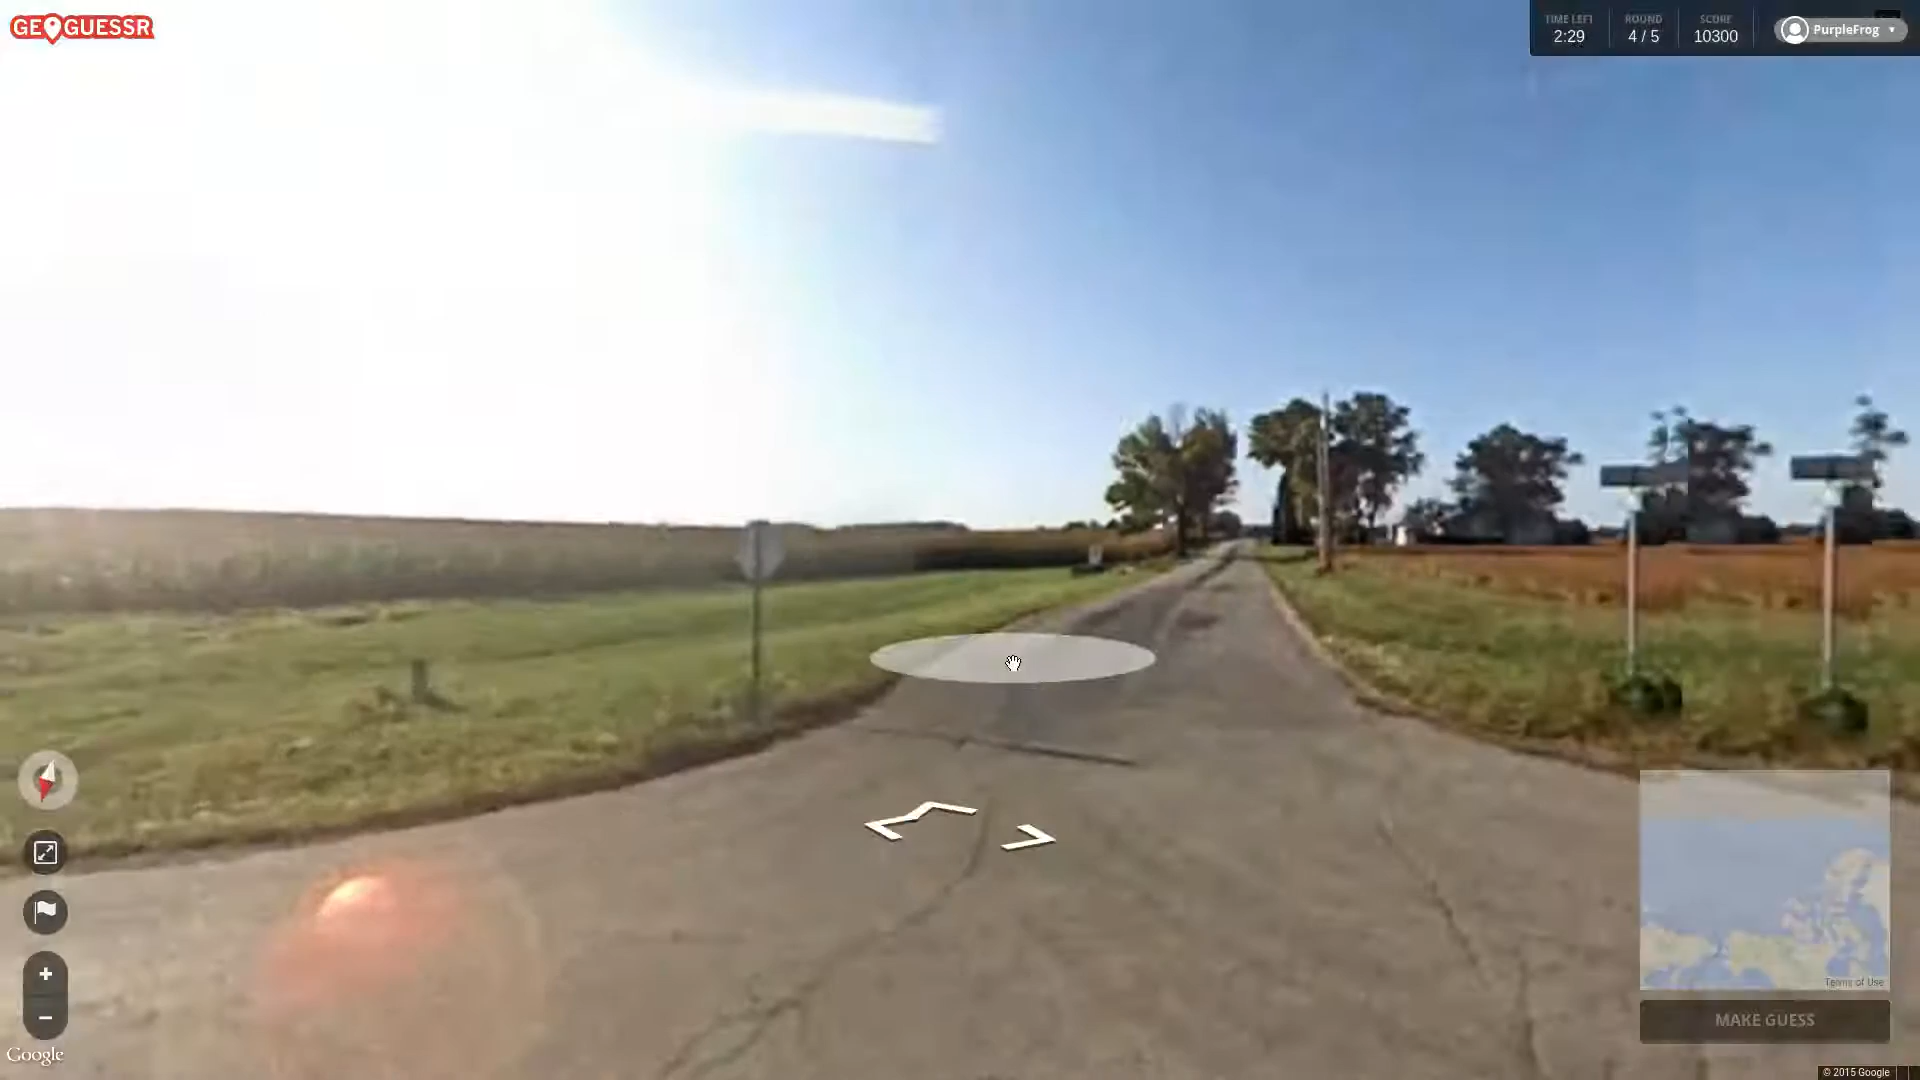 GEOGUESSR
TIME LEFT
2:29
ROUND
4 / 5
SCORE
10300
PurpleFrog
Terms of Use
MAKE GUESS
Google
© 2015 Google